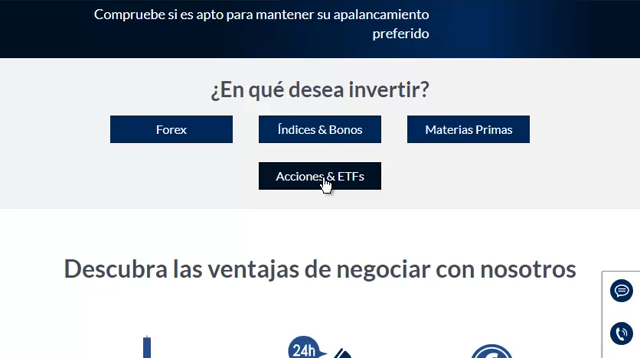 Compruebe si es apto para mantener su apalancamiento
preferido
¿En qué desea invertir?
Forex
Índices & Bonos
Materias Primas
Acciones & ETFs
Descubra las ventajas de negociar con nosotros
24h